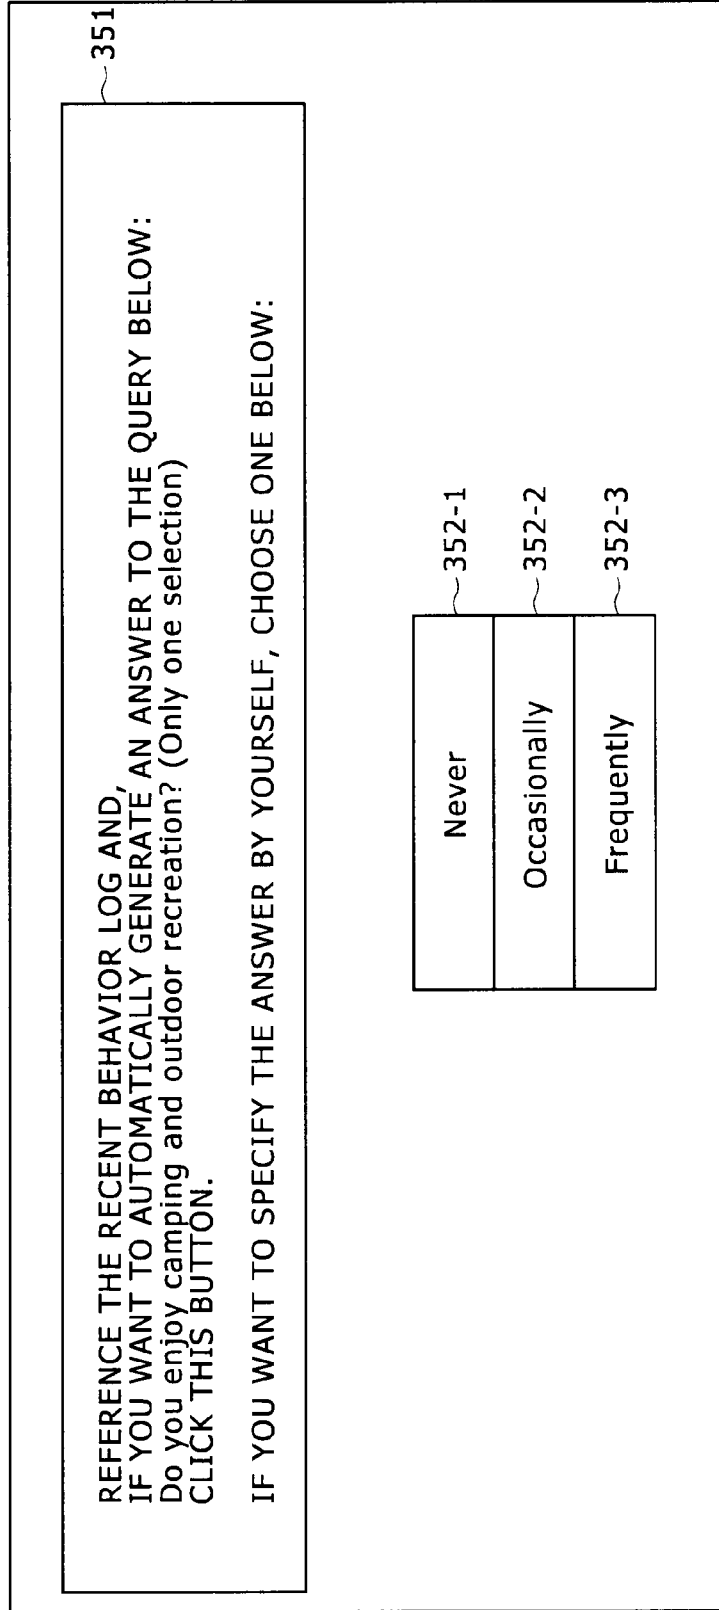 351
REFERENCE THE RECENT BEHAVIOR LOG AND,
IF YOU WANT TO AUTOMATICALLY GENERATE AN ANSWER TO THE QUERY BELOW:
Do you enjoy camping and outdoor recreation? (Only one selection)
CLICK THIS BUTTON.
IF YOU WANT TO SPECIFY THE ANSWER BY YOURSELF, CHOOSE ONE BELOW:
Never
352-1
Occasionally
352-2
Frequently
352-3